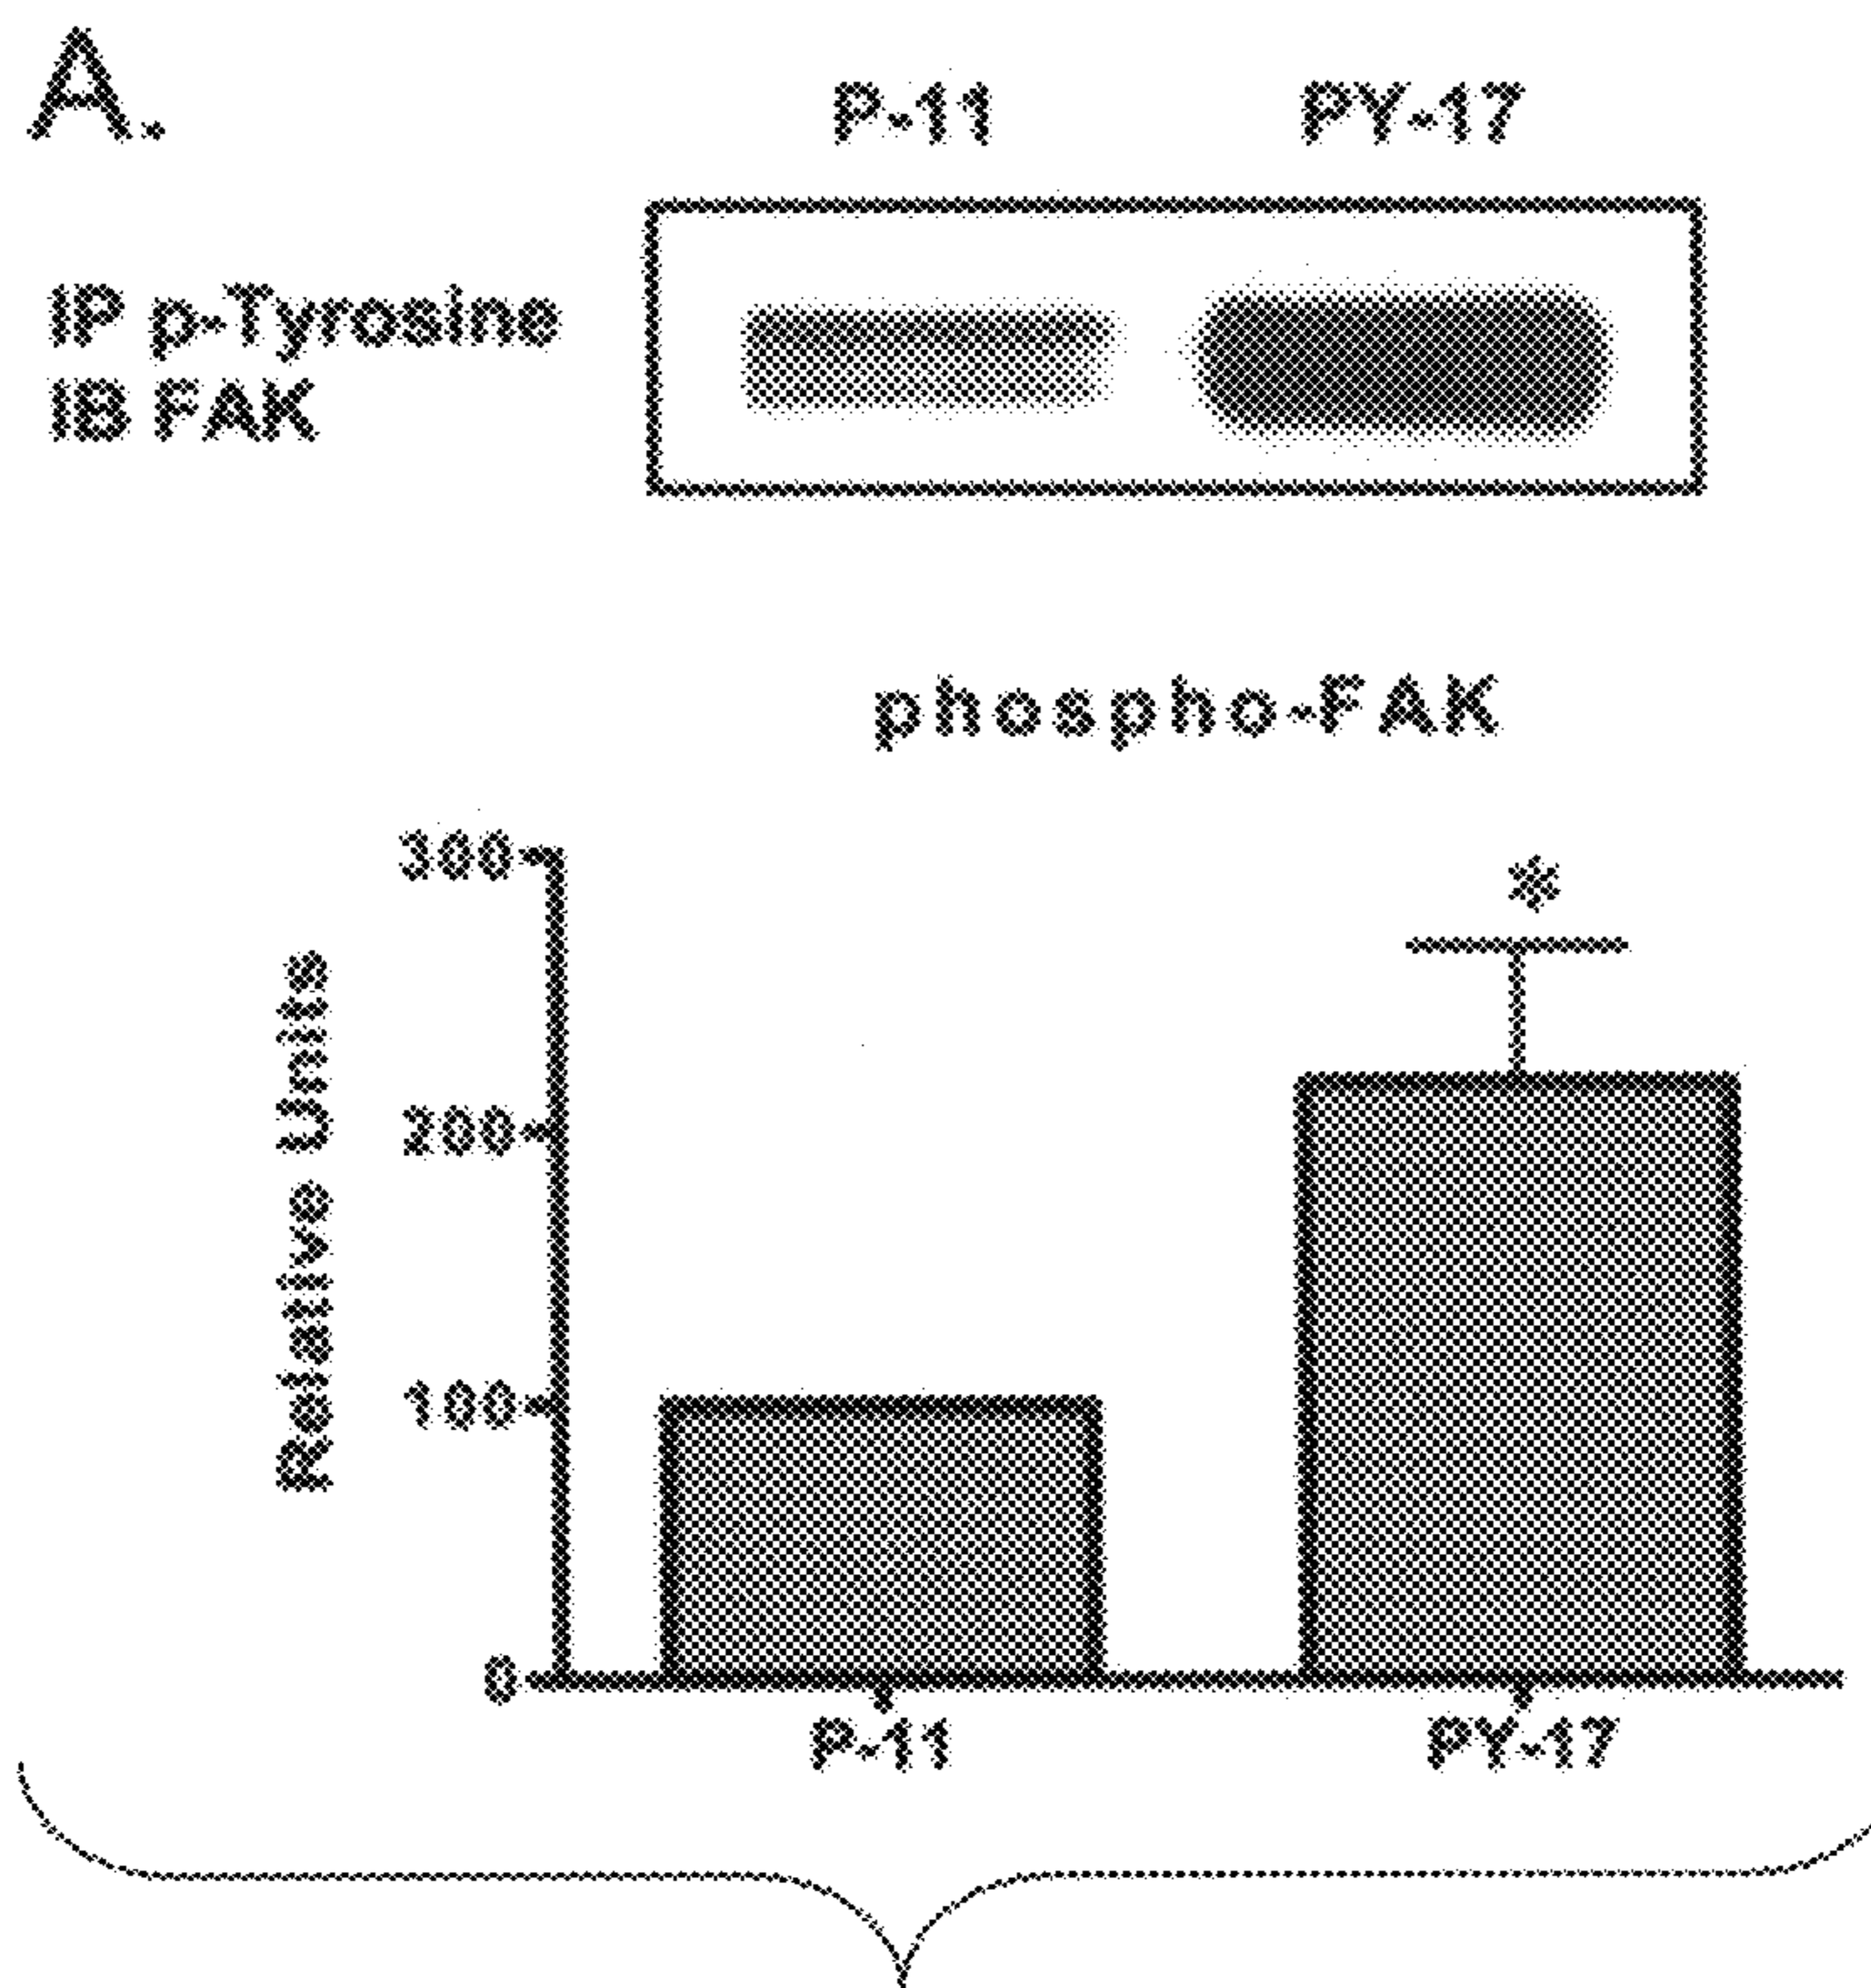 A.
P-11 PY-17
IP p-Tyrosine
IB FAK
phospho-FAK
300
*
Relative Units
200
100
0
P-11 PY-17